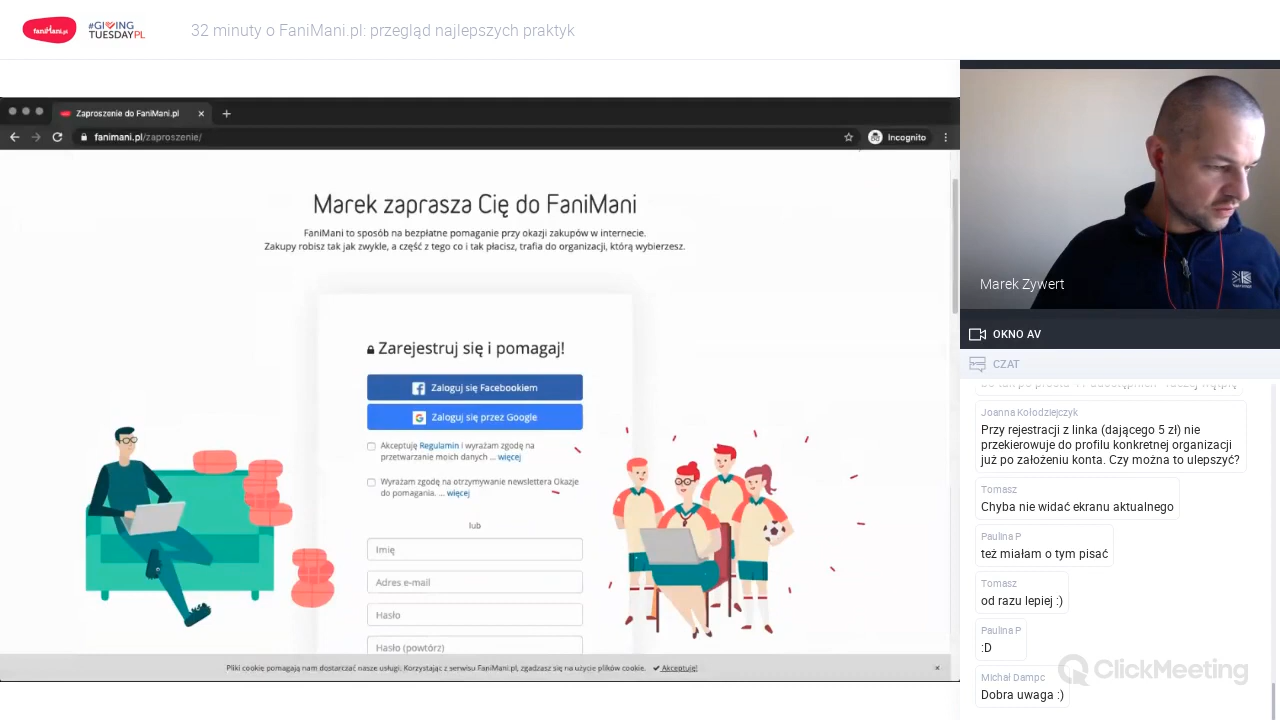 faniMani.pl
#GIVING
TUESDAYPL
32 minuty o FaniMani.pl: przegląd najlepszych praktyk
Zaproszenie do FaniMani.pl
fanimani.pl/zaproszenie/
Incognito
Marek zaprasza Cię do FaniMani
FaniMani to sposób na bezpłatne pomaganie przy okazji zakupów w internecie.
Zakupy robisz tak jak zwykle, a część z tego co i tak płacisz, trafia do organizacji, którą wybierzesz.
Zarejestruj się i pomagaj!
Zaloguj się Facebookiem
Zaloguj się przez Google
Akceptuję Regulamin i wyrażam zgodę na
przetwarzanie moich danych ... więcej
Wyrażam zgodę na otrzymywanie newslettera Okazje
do pomagania. ... więcej
lub
Imię
Adres e-mail
Hasło
Hasło (powtórz)
Pliki cookie pomagają nam dostarczać nasze usługi. Korzystając z serwisu FaniMani.pl, zgadzasz się na użycie plików cookie. Akceptuję!
Marek Zywert
OKNO AV
CZAT
Joanna Kołodziejczyk
Przy rejestracji z linka (dającego 5 zł) nie
przekierowuje do profilu konkretnej organizacji
już po założeniu konta. Czy można to ulepszyć?
Tomasz
Chyba nie widać ekranu aktualnego
Paulina P
też miałam o tym pisać
Tomasz
od razu lepiej :)
Paulina P
:D
Michał Dampc
Dobra uwaga :)
ClickMeeting